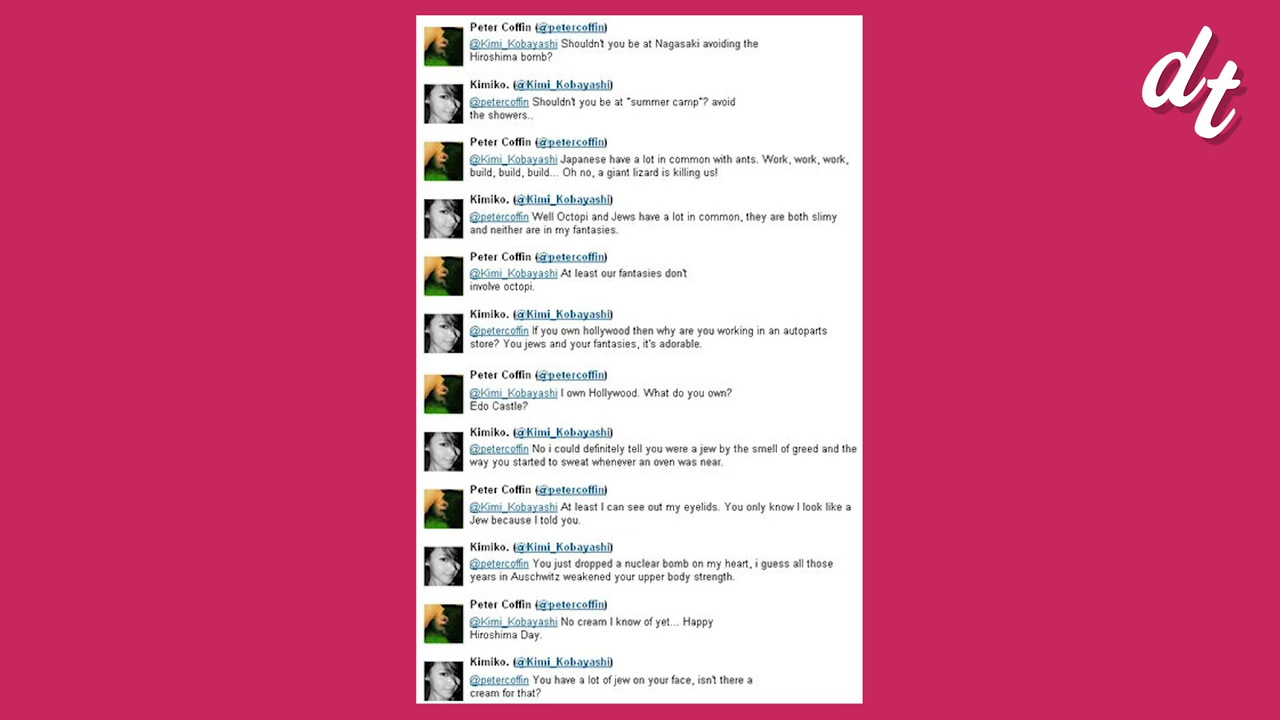 dt
Peter Coffin (@petercoffin)
@Kimi_Kobayashi Shouldn't you be at Nagasaki avoiding the
Hiroshima bomb?
Kimiko. (@Kimi_Kobayashi)
@petercoffin Shouldn't you be at "summer camp"? avoid
the showers..
Peter Coffin (@petercoffin)
@Kimi_Kobayashi Japanese have a lot in common with ants. Work, work, work,
build, build, build... Oh no, a giant lizard is killing us!
Kimiko. (@Kimi_Kobayashi)
@petercoffin Well Octopi and Jews have a lot in common, they are both slimy
and neither are in my fantasies.
Peter Coffin (@petercoffin)
@Kimi_Kobayashi At least our fantasies don't
involve octopi.
Kimiko. (@Kimi_Kobayashi)
@petercoffin If you own hollywood then why are you working in an autoparts
store? You jews and your fantasies, it's adorable.
Peter Coffin (@petercoffin)
@Kimi_Kobayashi I own Hollywood. What do you own?
Edo Castle?
Kimiko. (@Kimi_Kobayashi)
@petercoffin No i could definitely tell you were a jew by the smell of greed and the
way you started to sweat whenever an oven was near.
Peter Coffin (@petercoffin)
@Kimi_Kobayashi At least I can see out my eyelids. You only know I look like a
Jew because I told you.
Kimiko. (@Kimi_Kobayashi)
@petercoffin You just dropped a nuclear bomb on my heart, i guess all those
years in Auschwitz weakened your upper body strength.
Peter Coffin (@petercoffin)
@Kimi_Kobayashi No cream I know of yet... Happy
Hiroshima Day.
Kimiko. (@Kimi_Kobayashi)
@petercoffin You have a lot of jew on your face, isn't there a
cream for that?